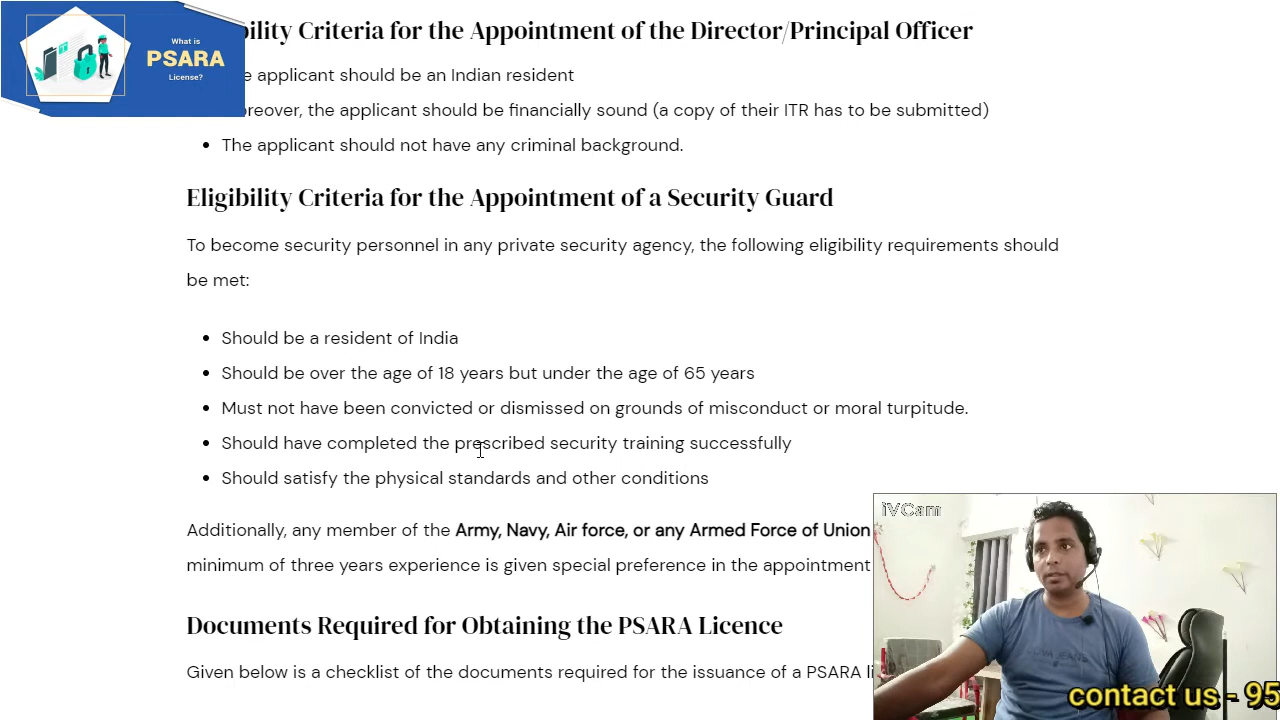 What is
PSARA
License?
bility Criteria for the Appointment of the Director/Principal Officer
e applicant should be an Indian resident
oreover, the applicant should be financially sound (a copy of their ITR has to be submitted)
• The applicant should not have any criminal background.
Eligibility Criteria for the Appointment of a Security Guard
To become security personnel in any private security agency, the following eligibility requirements should
be met:
• Should be a resident of India
• Should be over the age of 18 years but under the age of 65 years
• Must not have been convicted or dismissed on grounds of misconduct or moral turpitude.
• Should have completed the prescribed security training successfully
• Should satisfy the physical standards and other conditions
Additionally, any member of the Army, Navy, Air force, or any Armed Force of Union
minimum of three years experience is given special preference in the appointment
Documents Required for Obtaining the PSARA Licence
Given below is a checklist of the documents required for the issuance of a PSARA li
iVCam
contact us - 95